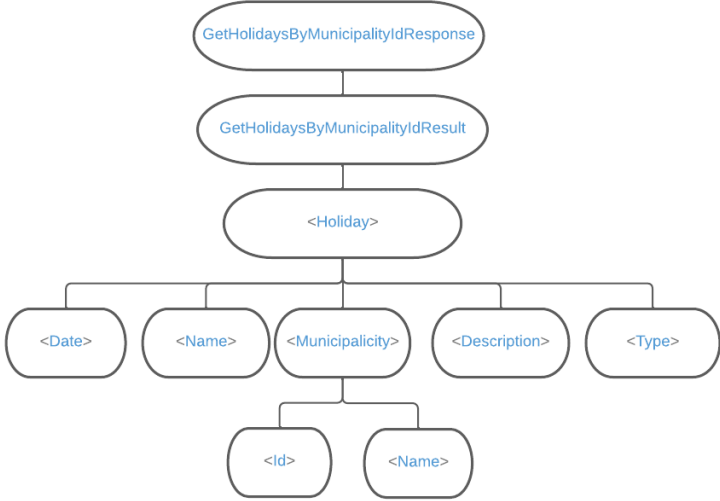 GetHolidaysByMunicipalityIdResponse
GetHolidaysByMunicipalityIdResult
<Holiday>
<Date> <Name> <Municipalicity> <Description> <Type>
<Id> <Name>